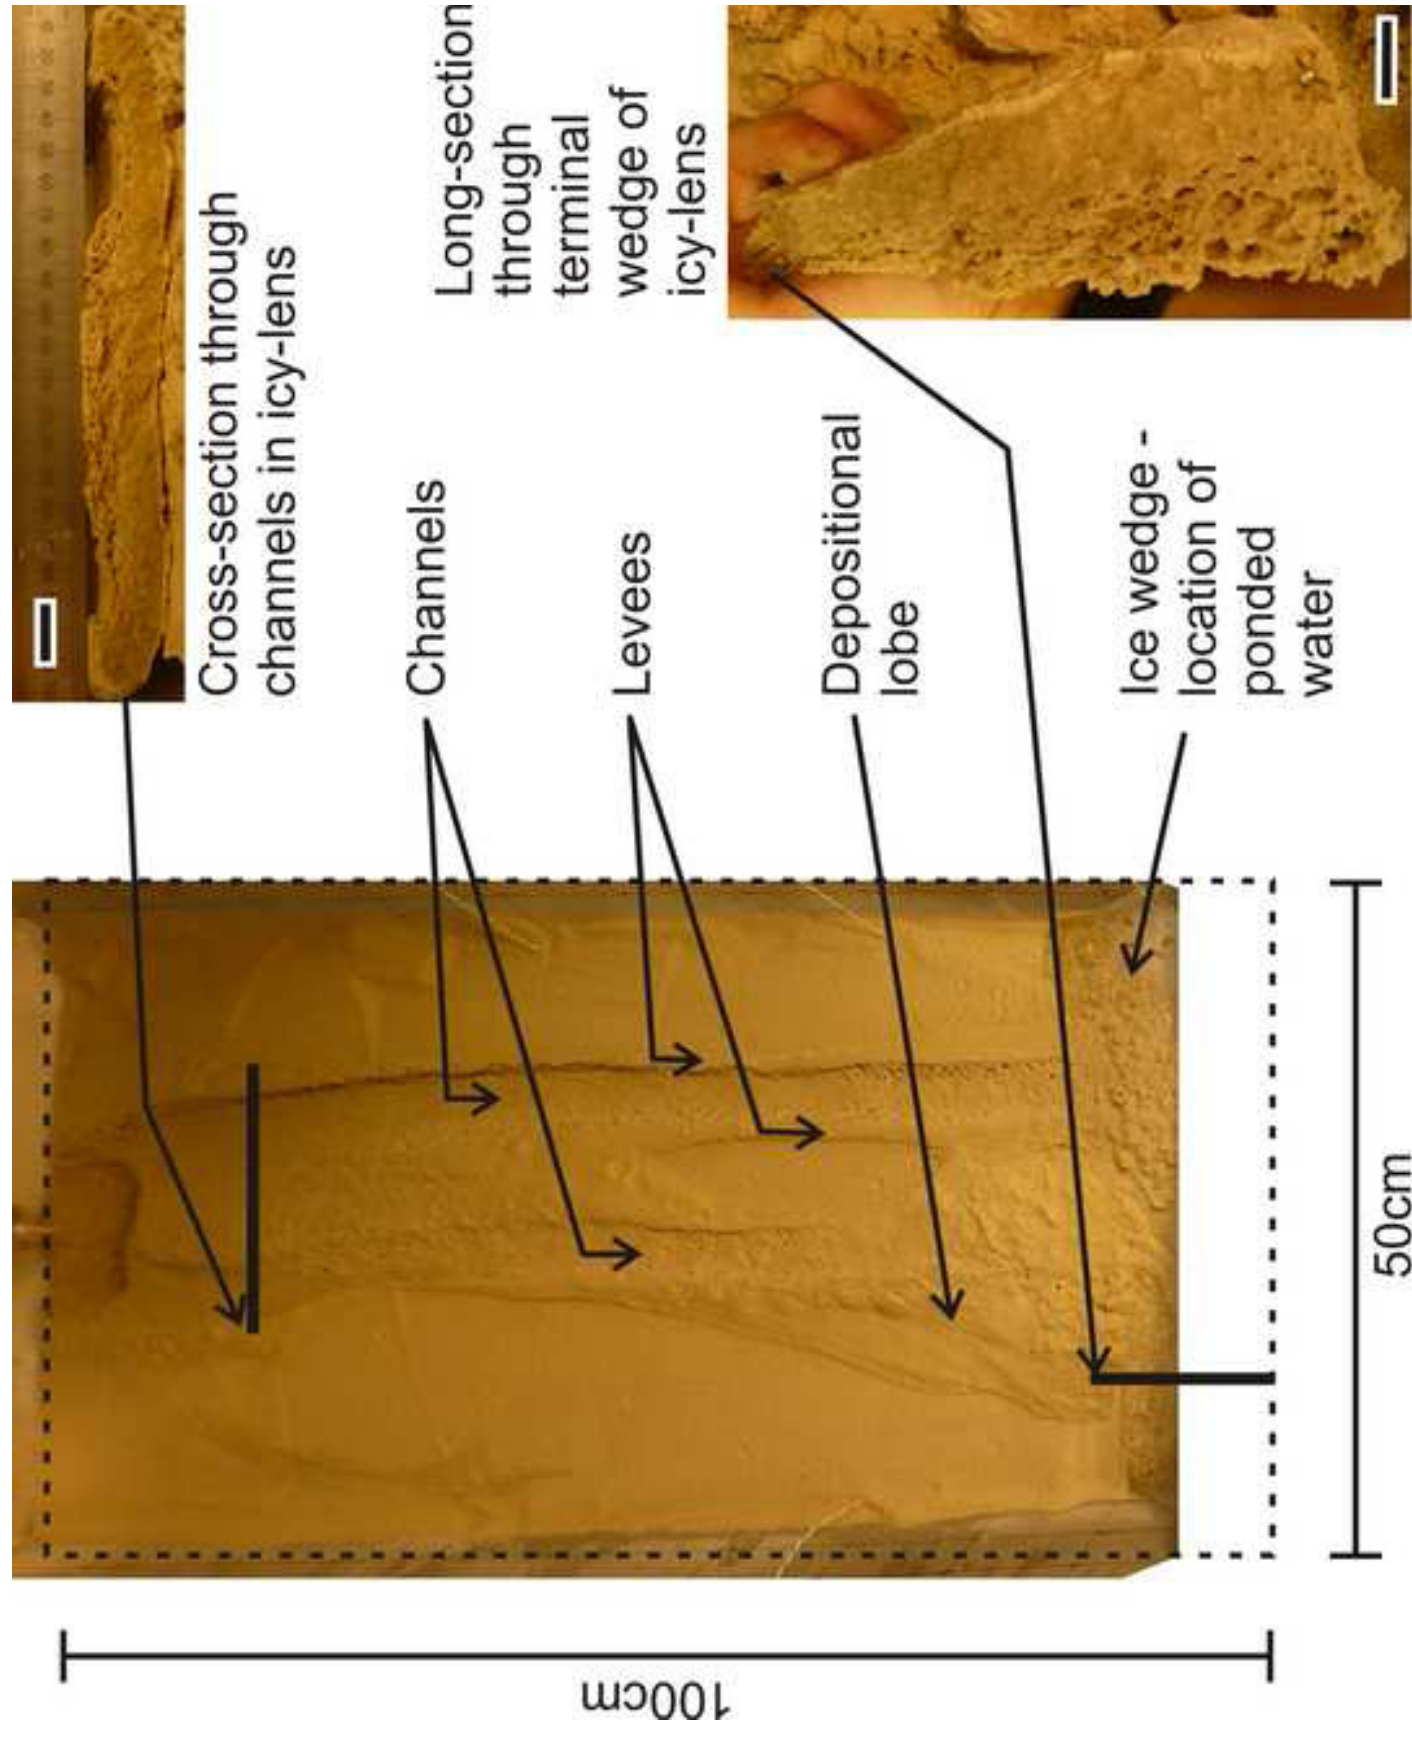 Cross-section through
channels in icy-lens
Long-section
through
terminal
wedge of
icy-lens
Channels
Levees
Depositional
lobe
Ice wedge -
location of
ponded
water
50cm
100cm